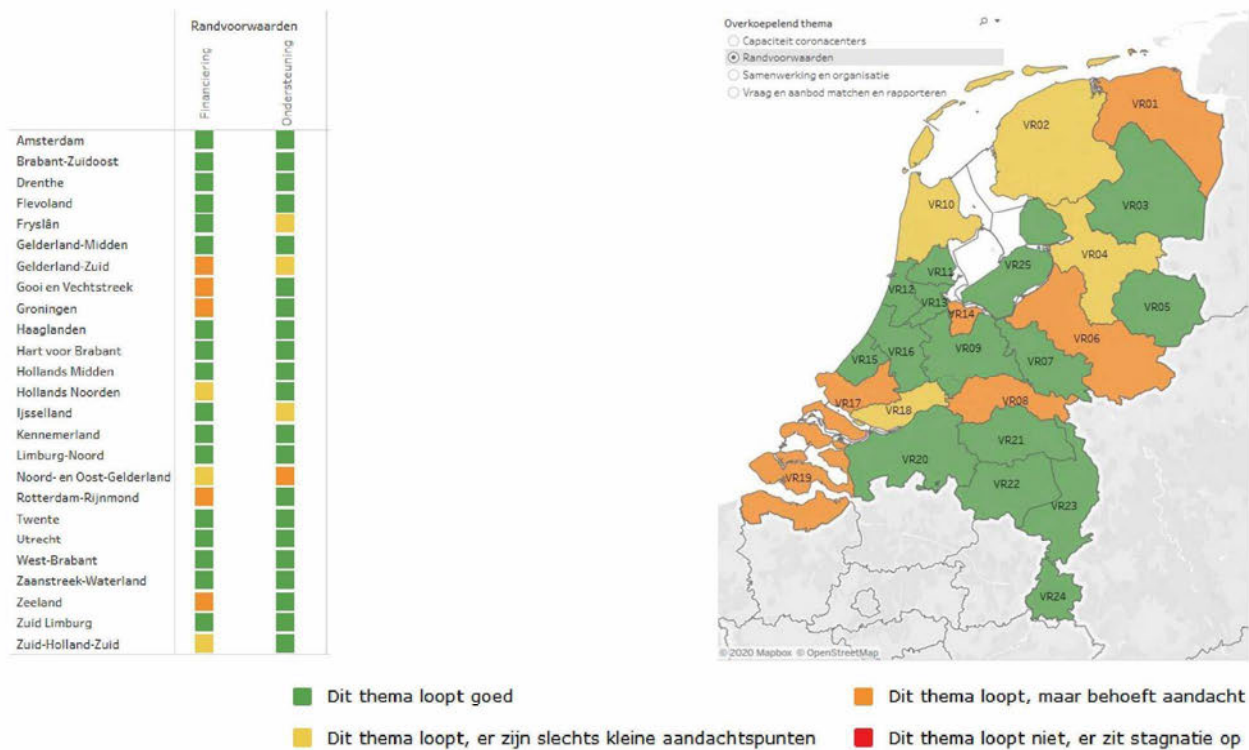 Randvoorwaarden
Financiering
Ondersteuning
Amsterdam
Brabant-Zuidoost
Drenthe
Flevoland
Fryslân
Gelderland-Midden
Gelderland-Zuid
Gooi en Vechtstreek
Groningen
Haaglanden
Hart voor Brabant
Hollands Midden
Hollands Noorden
Ijsselland
Kennemerland
Limburg-Noord
Noord- en Oost-Gelderland
Rotterdam-Rijnmond
Twente
Utrecht
West-Brabant
Zaanstreek-Waterland
Zeeland
Zuid Limburg
Zuid-Holland-Zuid
Overkoepelend thema
Capaciteit coronacenters
Randvoorwaarden
Samenwerking en organisatie
Vraag en aanbod matchen en rapporteren
VR01
VR02
VR03
VR10
VR04
VR11
VR25
VR12
VR13
VR14
VR05
VR06
VR15
VR16
VR09
VR07
VR17
VR18
VR08
VR21
VR20
VR19
VR22
VR23
VR24
© 2020 Mapbox © OpenStreetMap
Dit thema loopt goed
Dit thema loopt, maar behoeft aandacht
Dit thema loopt, er zijn slechts kleine aandachtspunten
Dit thema loopt niet, er zit stagnatie op